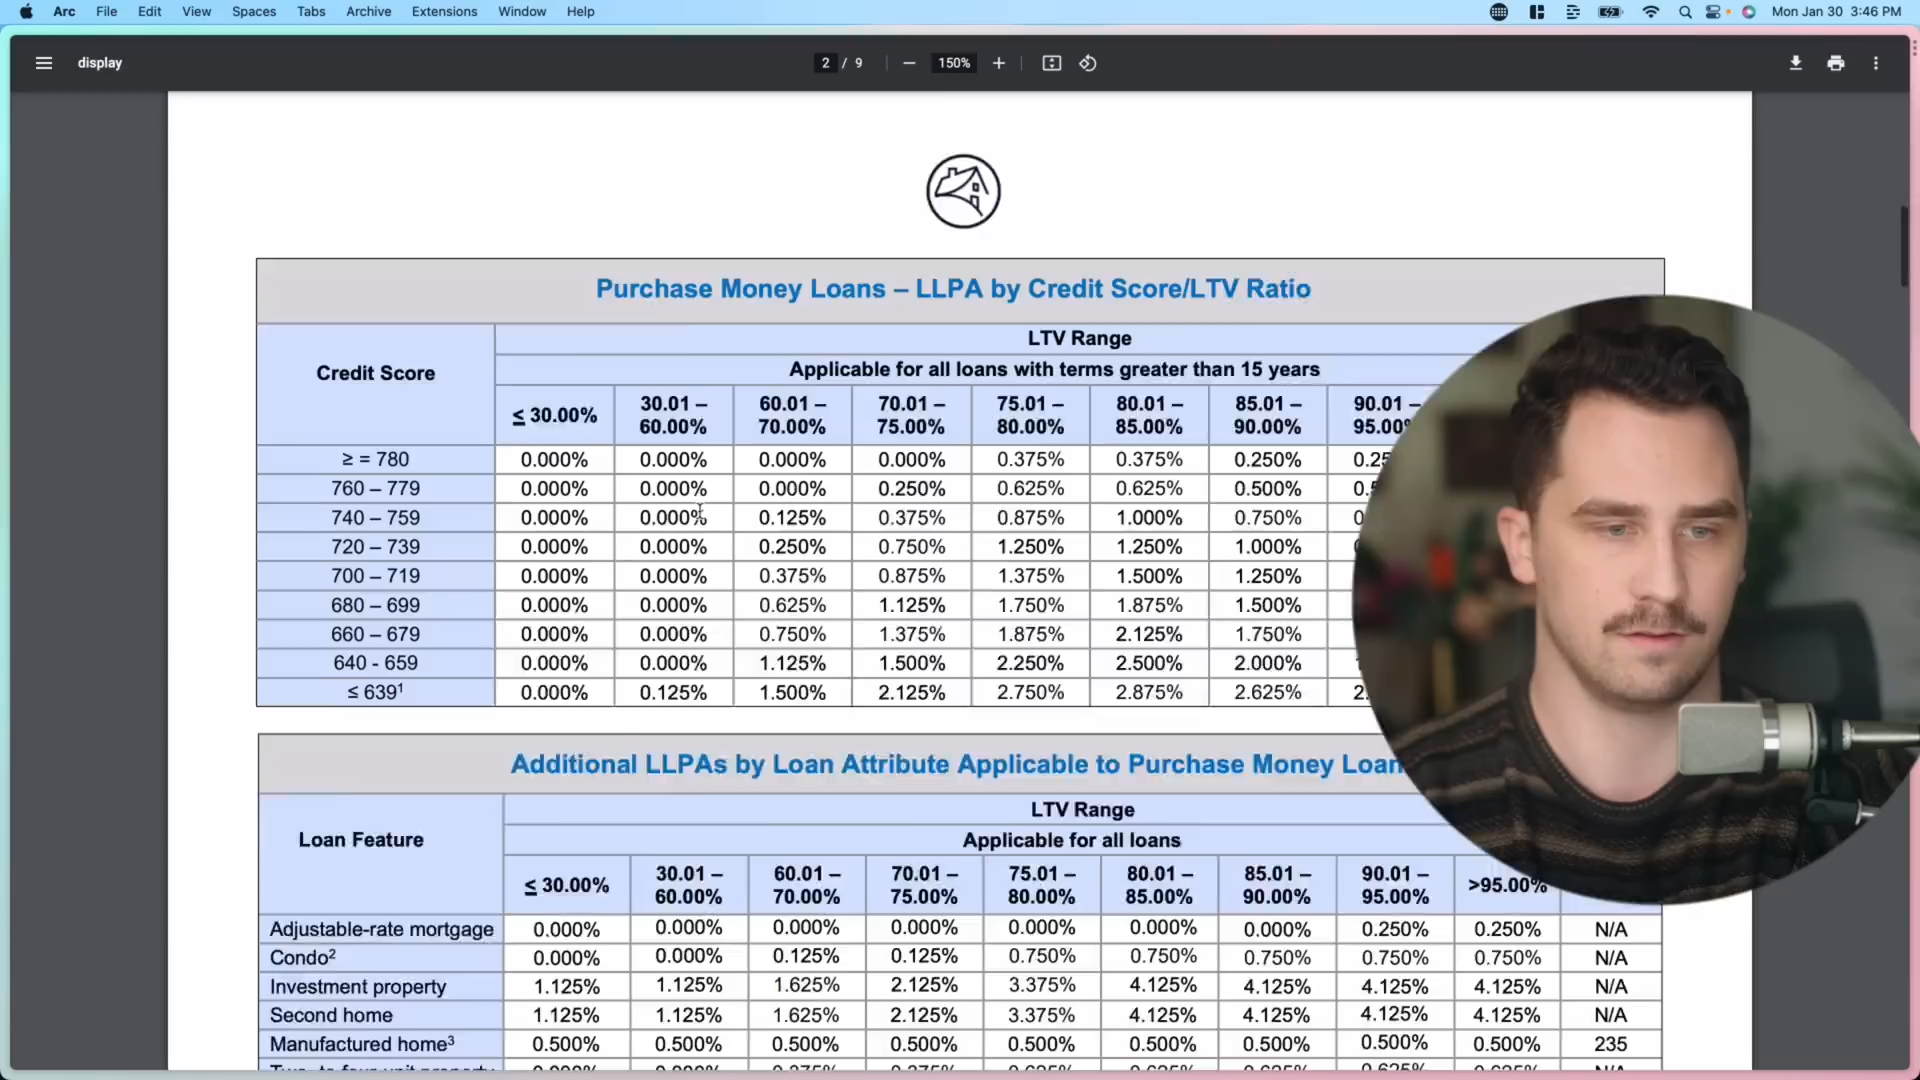 Arc File Edit View Spaces Tabs Archive Extensions Window Help Mon Jan 30 3:46 PM
display 2 / 9 150%
Purchase Money Loans – LLPA by Credit Score/LTV Ratio
Credit Score
LTV Range
Applicable for all loans with terms greater than 15 years
≤ 30.00% 30.01 – 60.00% 60.01 – 70.00% 70.01 – 75.00% 75.01 – 80.00% 80.01 – 85.00% 85.01 – 90.00% 90.01 –
≥ = 780 0.000% 0.000% 0.000% 0.000% 0.375% 0.375% 0.250%
760 – 779 0.000% 0.000% 0.000% 0.250% 0.625% 0.625% 0.500%
740 – 759 0.000% 0.000% 0.125% 0.375% 0.875% 1.000% 0.750%
720 – 739 0.000% 0.000% 0.250% 0.750% 1.250% 1.250% 1.000%
700 – 719 0.000% 0.000% 0.375% 0.875% 1.375% 1.500% 1.250%
680 – 699 0.000% 0.000% 0.625% 1.125% 1.750% 1.875% 1.500%
660 – 679 0.000% 0.000% 0.750% 1.375% 1.875% 2.125% 1.750%
640 - 659 0.000% 0.000% 1.125% 1.500% 2.250% 2.500% 2.000%
≤ 639¹ 0.000% 0.125% 1.500% 2.125% 2.750% 2.875% 2.625%
Additional LLPAs by Loan Attribute Applicable to Purchase Money
Loan Feature
LTV Range
Applicable for all loans
≤ 30.00% 30.01 – 60.00% 60.01 – 70.00% 70.01 – 75.00% 75.01 – 80.00% 80.01 – 85.00% 85.01 – 90.00% 90.01 – 95.00% >95.00%
Adjustable-rate mortgage 0.000% 0.000% 0.000% 0.000% 0.000% 0.000% 0.000% 0.250% 0.250% N/A
Condo² 0.000% 0.000% 0.125% 0.125% 0.750% 0.750% 0.750% 0.750% 0.750% N/A
Investment property 1.125% 1.125% 1.625% 2.125% 3.375% 4.125% 4.125% 4.125% 4.125% N/A
Second home 1.125% 1.125% 1.625% 2.125% 3.375% 4.125% 4.125% 4.125% 4.125% N/A
Manufactured home³ 0.500% 0.500% 0.500% 0.500% 0.500% 0.500% 0.500% 0.500% 0.500% 235